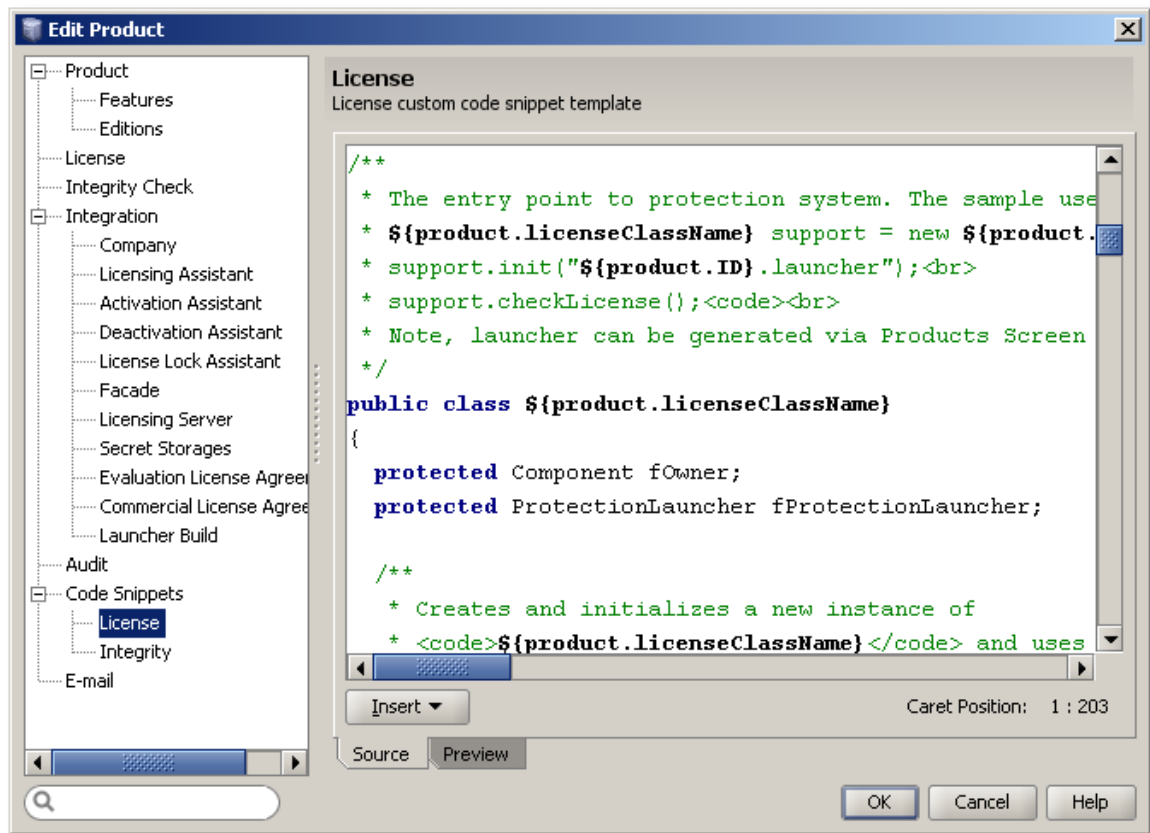 Edit Product
Product
Features
Editions
License
Integrity Check
Integration
Company
Licensing Assistant
Activation Assistant
Deactivation Assistant
License Lock Assistant
Facade
Licensing Server
Secret Storages
Evaluation License Agree
Commercial License Agree
Launcher Build
Audit
Code Snippets
License
Integrity
E-mail
License
License custom code snippet template
/**
* The entry point to protection system. The sample use
* ${product.licenseClassName} support = new ${product.
* support.init("${product.ID}.launcher");<br>
* support.checkLicense();<code><br>
* Note, launcher can be generated via Products Screen
*/
public class ${product.licenseClassName}
{
protected Component fOwner;
protected ProtectionLauncher fProtectionLauncher;
/**
* Creates and initializes a new instance of
* <code>${product.licenseClassName}</code> and uses
Insert
Caret Position: 1 : 203
Source Preview
OK Cancel Help